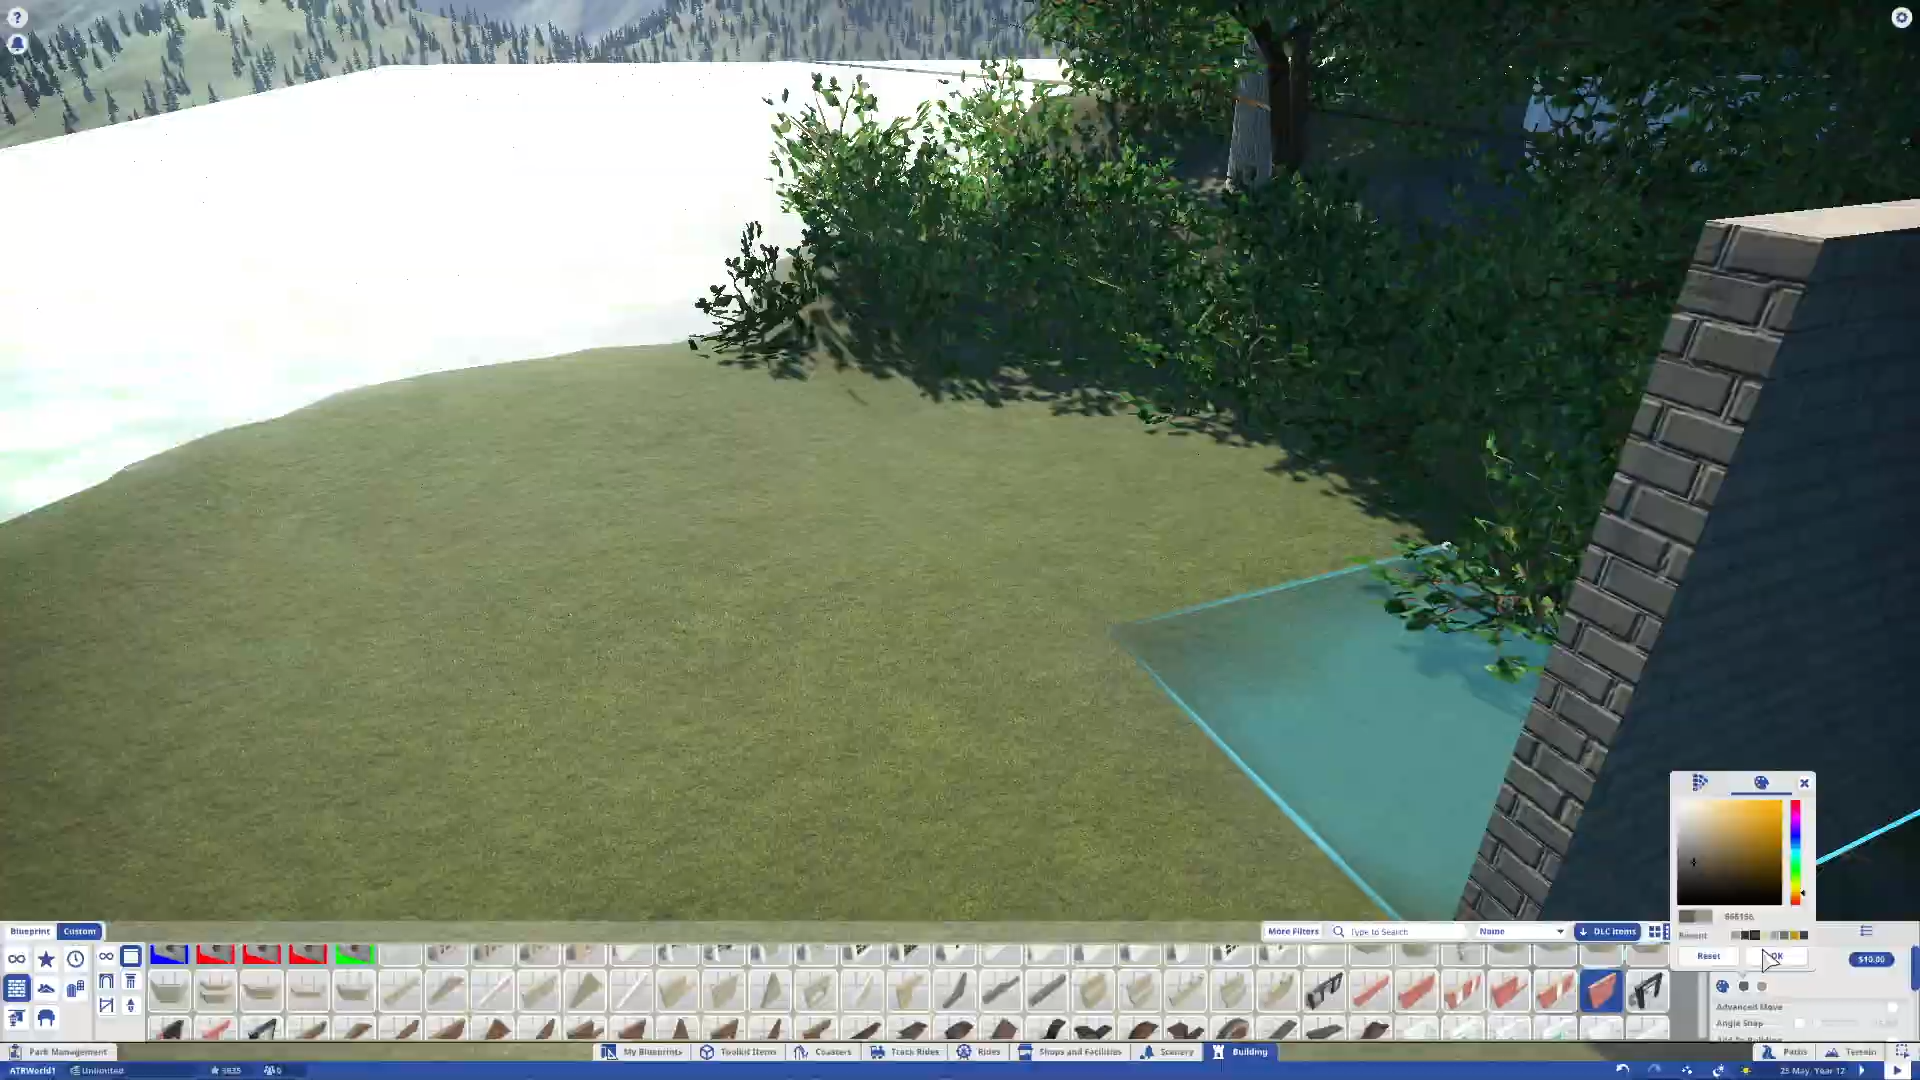 ?
Blueprint Custom
More Filters Type to Search Name DLC Items
Recent
Reset OK
$10.00
Advanced Move
Angle Snap
Park Management
My Blueprints Toolkit Items Coasters Track Rides Rides Shops and Facilities Scenery Building
Paths Terrain
ATRWorld1 Unlimited
25 May, Year 12